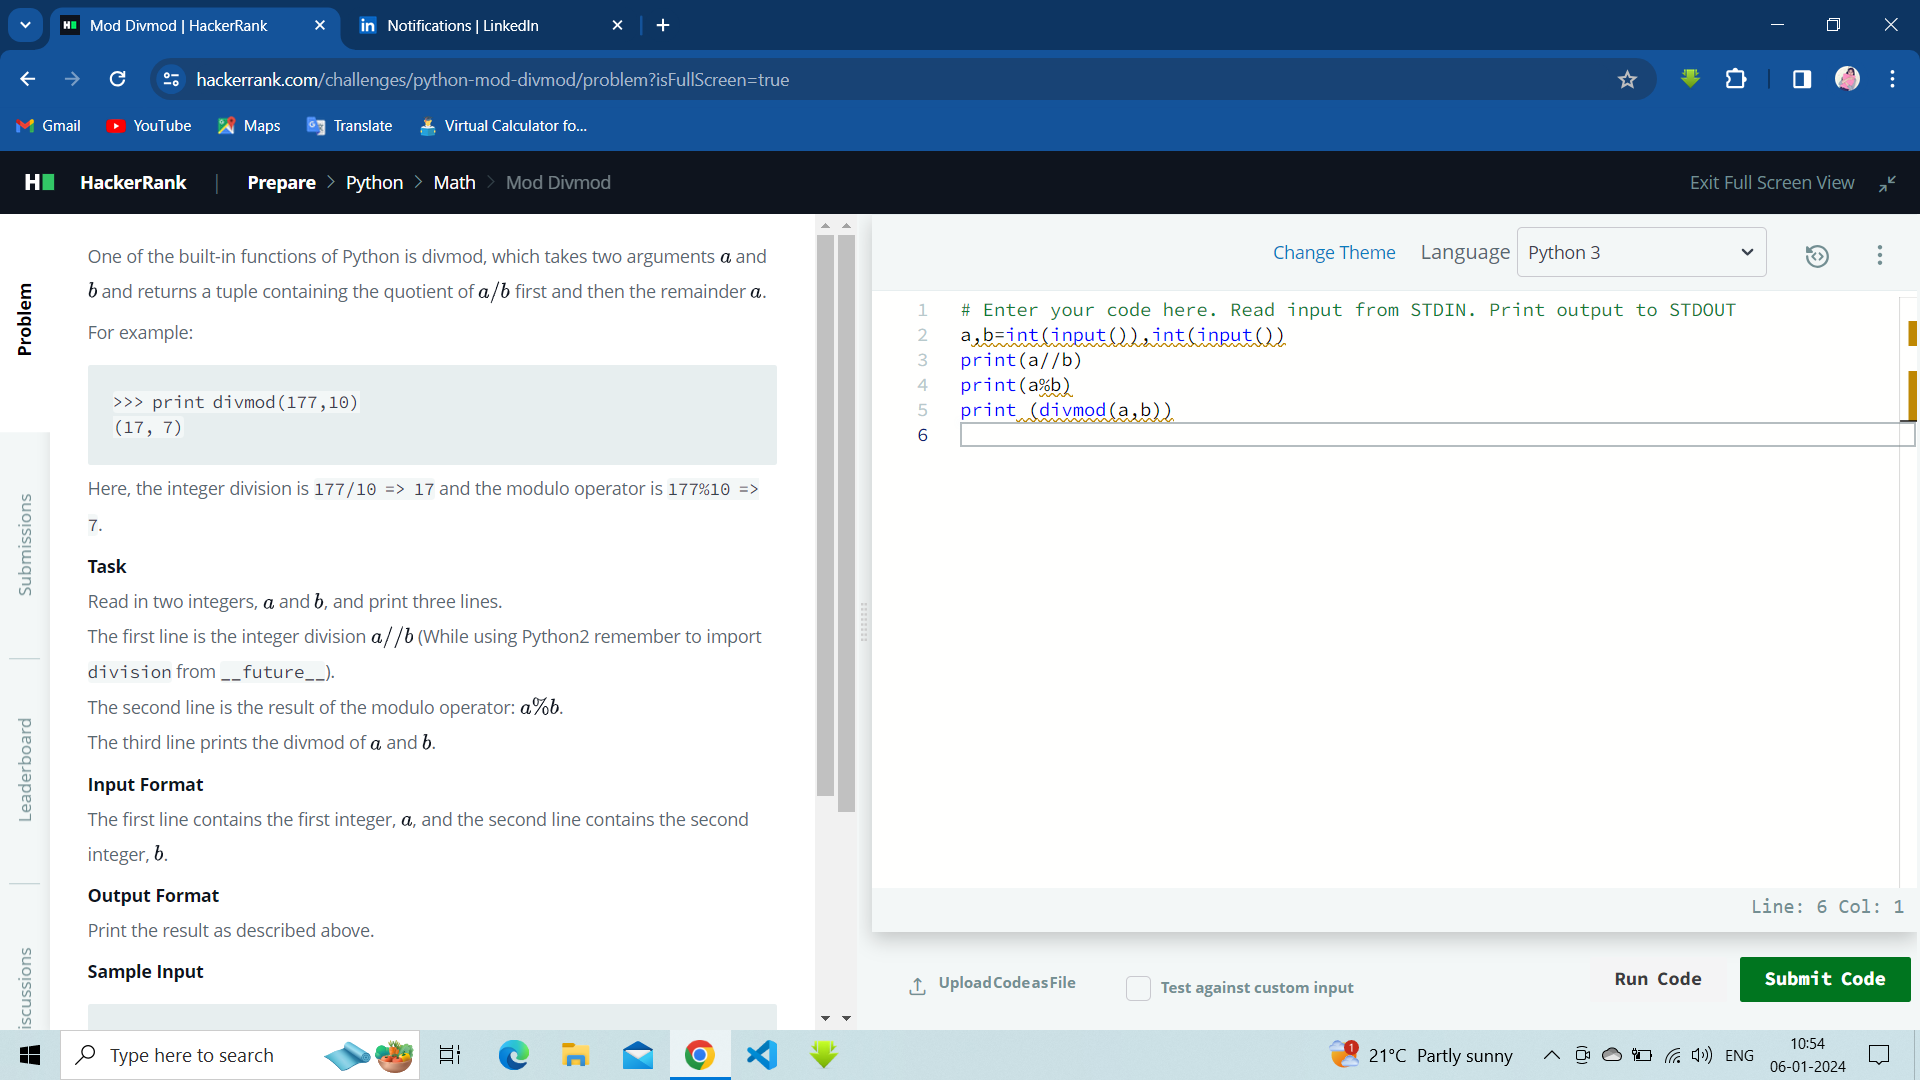 Mod Divmod | HackerRank
Notifications | LinkedIn
hackerrank.com/challenges/python-mod-divmod/problem?isFullScreen=true
Gmail YouTube Maps Translate Virtual Calculator fo...
HackerRank | Prepare > Python > Math > Mod Divmod Exit Full Screen View
Problem
Submissions
Leaderboard
iscussions
One of the built-in functions of Python is divmod, which takes two arguments a and
b and returns a tuple containing the quotient of a/b first and then the remainder a.
For example:
>>> print divmod(177,10)
(17, 7)
Here, the integer division is 177/10 => 17 and the modulo operator is 177%10 =>
7.
Task
Read in two integers, a and b, and print three lines.
The first line is the integer division a//b (While using Python2 remember to import
division from __future__).
The second line is the result of the modulo operator: a%b.
The third line prints the divmod of a and b.
Input Format
The first line contains the first integer, a, and the second line contains the second
integer, b.
Output Format
Print the result as described above.
Sample Input
Change Theme Language Python 3
1 # Enter your code here. Read input from STDIN. Print output to STDOUT
2 a,b=int(input()),int(input())
3 print(a//b)
4 print(a%b)
5 print (divmod(a,b))
6
Line: 6 Col: 1
Upload Code as File Test against custom input Run Code Submit Code
Type here to search
1
21°C Partly sunny
ENG
10:54
06-01-2024